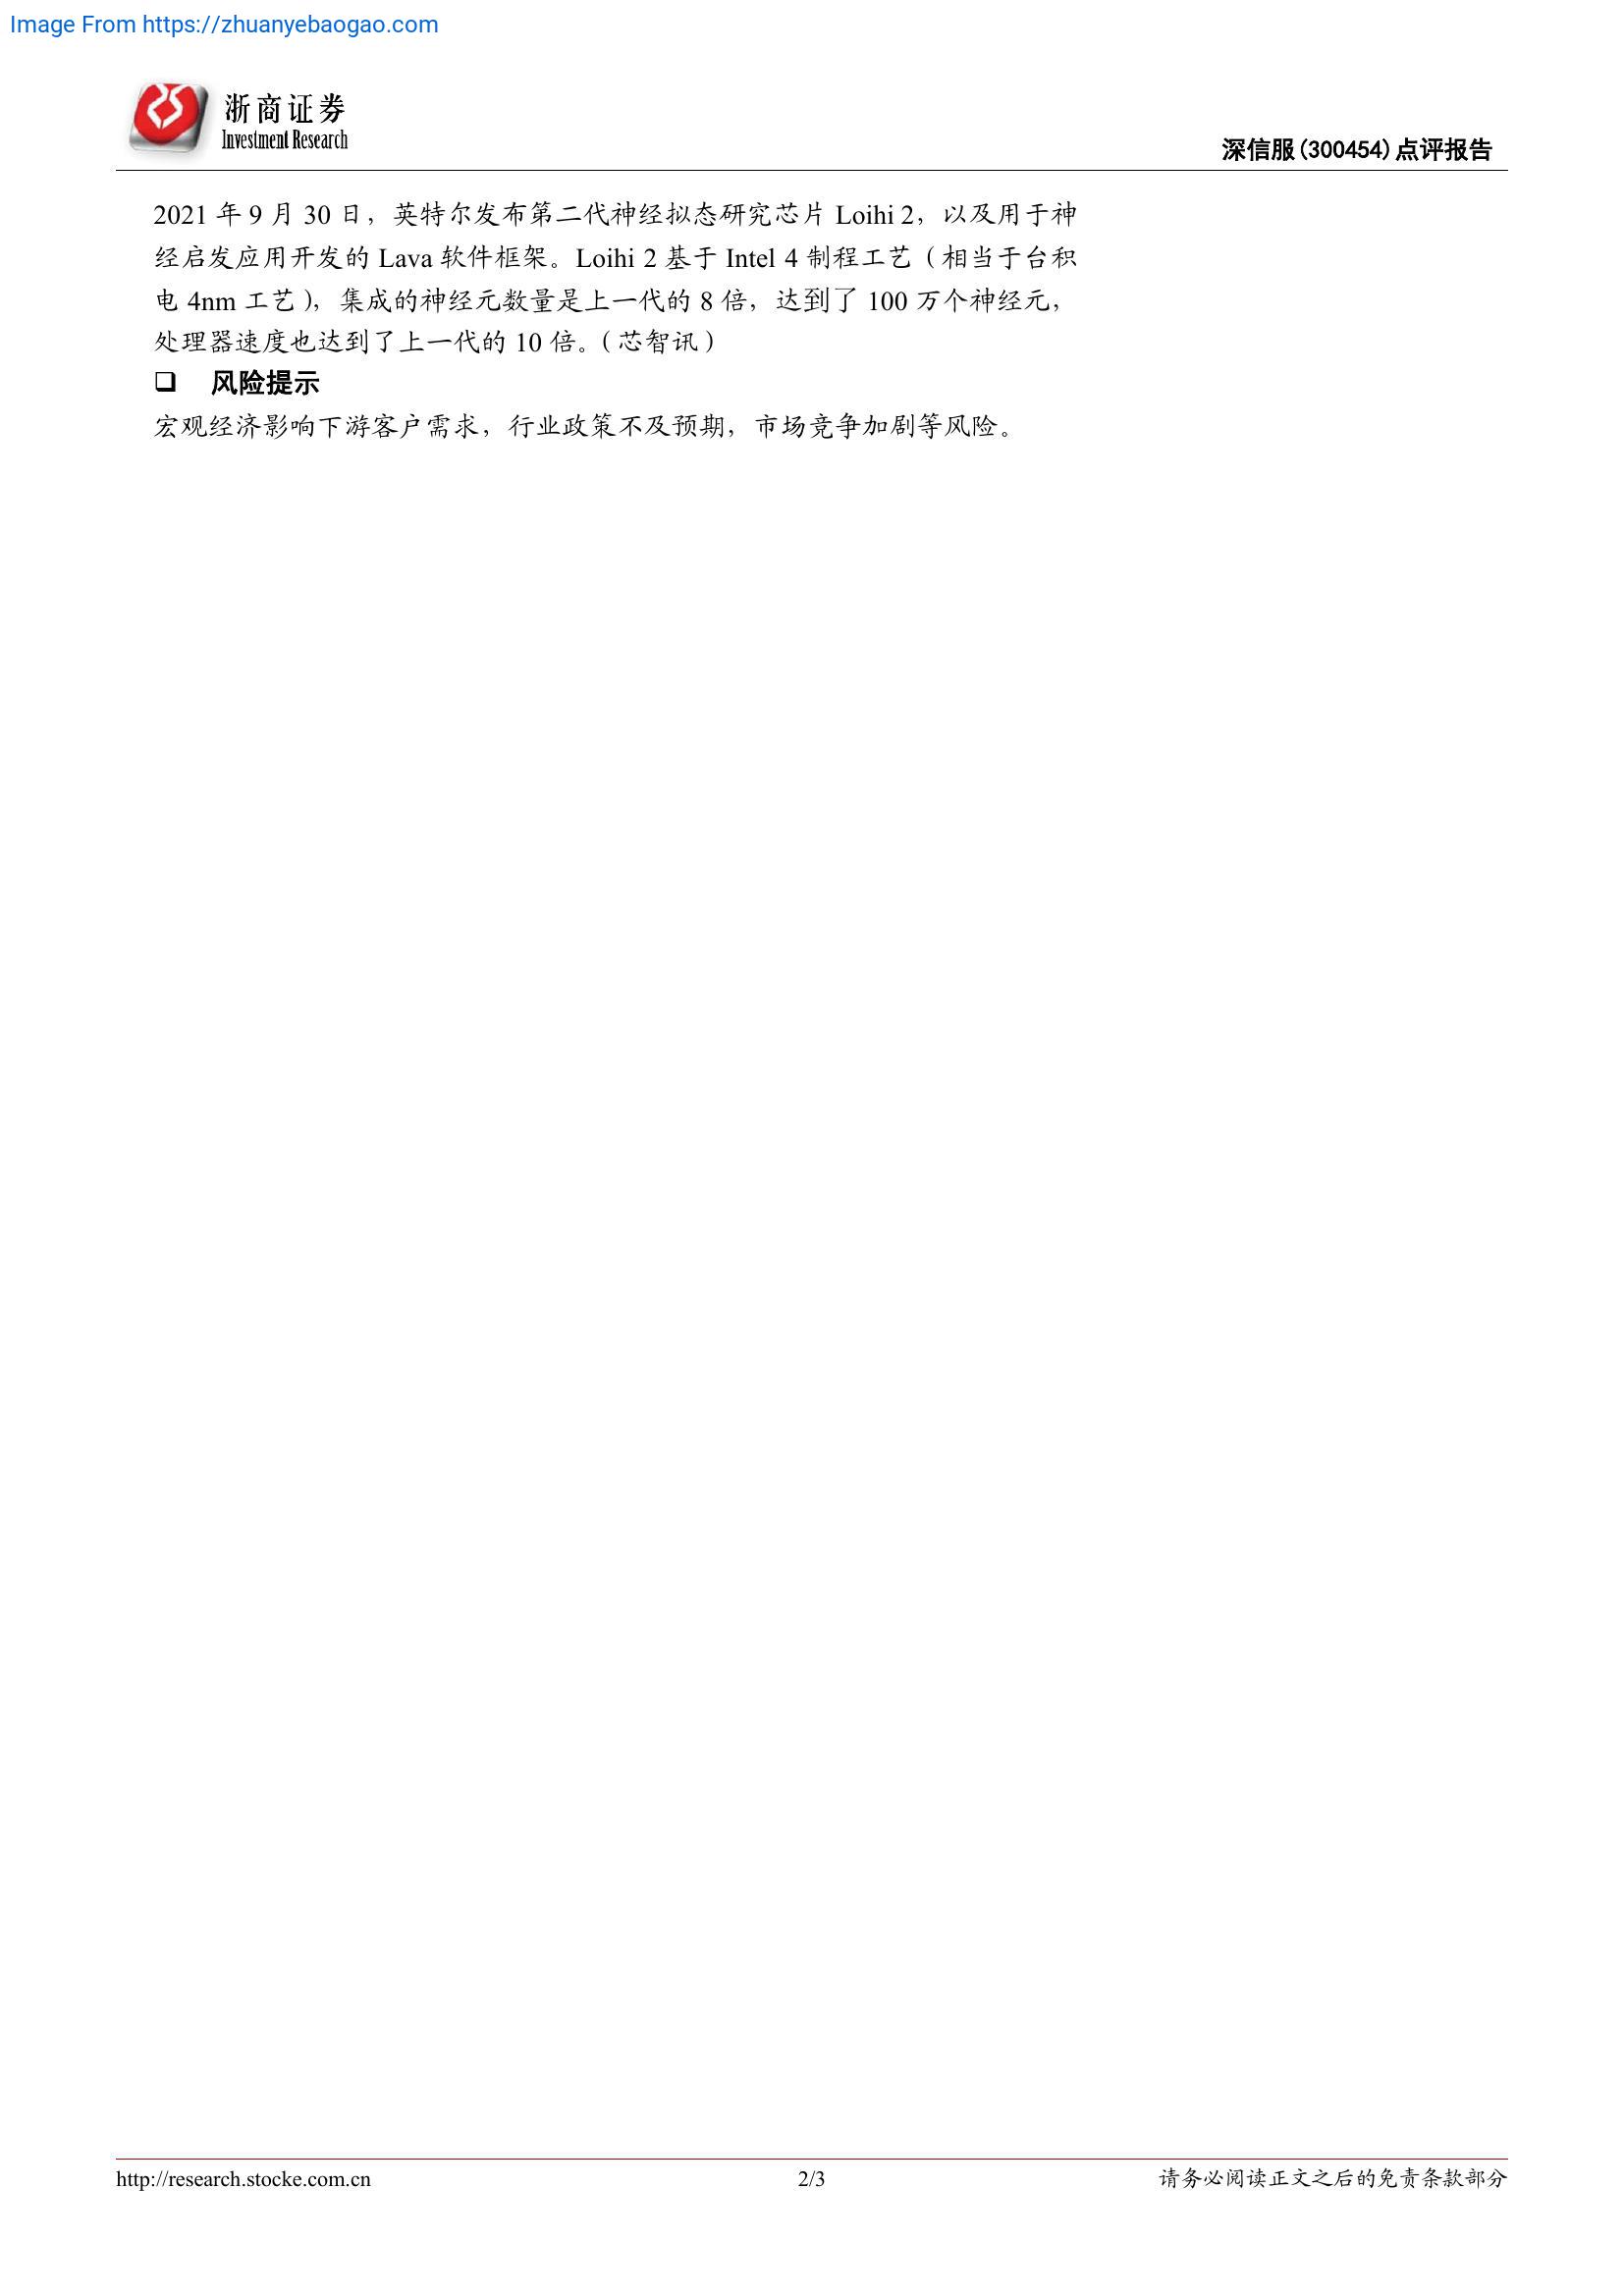 Image From https://zhuanyebaogao.com
浙商证券
Investment Research
深信服(300454)点评报告
2021 年 9 月 30 日，英特尔发布第二代神经拟态研究芯片 Loihi 2，以及用于神
经启发应用开发的 Lava 软件框架。Loihi 2 基于 Intel 4 制程工艺（相当于台积
电 4nm 工艺），集成的神经元数量是上一代的 8 倍，达到了 100 万个神经元，
处理器速度也达到了上一代的 10 倍。（芯智讯）
❑ 风险提示
宏观经济影响下游客户需求，行业政策不及预期，市场竞争加剧等风险。
http://research.stocke.com.cn
2/3
请务必阅读正文之后的免责条款部分